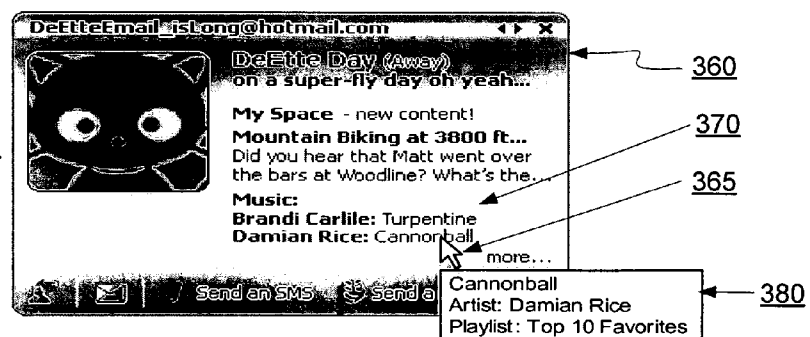 DeEtteEmail_isLong@hotmail.com
DeEtte Day (Away)
on a super-fly day oh yeah...
360
My Space - new content!
Mountain Biking at 3800 ft...
Did you hear that Matt went over
the bars at Woodline? What's the...
370
Music:
365
Brandi Carlile: Turpentine
Damian Rice: Cannonball
more...
Send an SMS
Send a
Cannonball
Artist: Damian Rice
Playlist: Top 10 Favorites
380